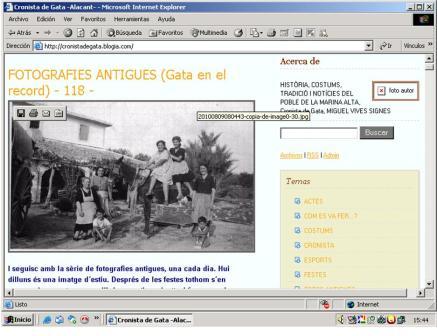 Cronista de Gata -Alacant- - Microsoft Internet Explorer
Archivo Edición Ver Favoritos Herramientas Ayuda
Atrás Búsqueda Favoritos Multimedia
Dirección http://cronistadegata.blogia.com/ Ir Vínculos »
FOTOGRAFIES ANTIGUES (Gata en el
record) - 118 -
20100809080443-copia-de-image0-30.jpg
I seguisc amb la sèrie de fotografies antigues, una cada dia. Hui
dilluns és una imatge d'estiu. Després de les festes tothom s'en
Acerca de
HISTÒRIA, COSTUMS,
TRADICIÓ I NOTÍCIES DEL
POBLE DE LA MARINA ALTA,
Cronista de Gata, MIGUEL VIVES SIGNES
foto autor
Buscar
Archivos | RSS | Admin
Temas
ACTES
COM ES VA FER...?
COSTUMS
CRONISTA
ESPORTS
FESTES
FOTOS ANTIGUES
Listo Internet
Inicio » Cronista de Gata -Alac... 15:44